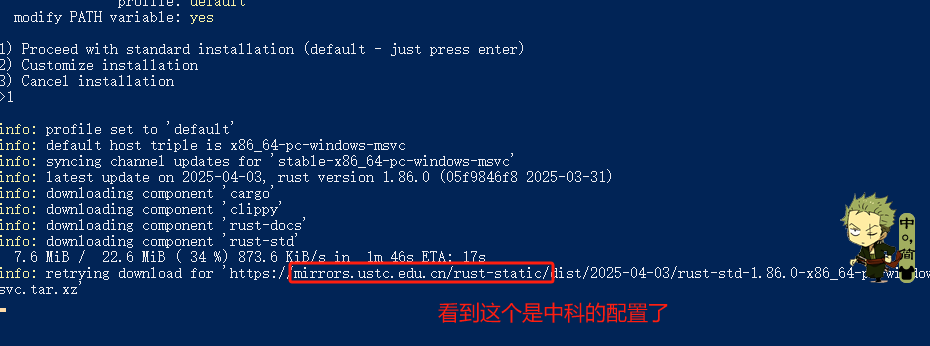 profile: default
modify PATH variable: yes
1) Proceed with standard installation (default - just press enter)
2) Customize installation
3) Cancel installation
>1
info: profile set to 'default'
info: default host triple is x86_64-pc-windows-msvc
info: syncing channel updates for 'stable-x86_64-pc-windows-msvc'
info: latest update on 2025-04-03, rust version 1.86.0 (05f9846f8 2025-03-31)
info: downloading component 'cargo'
info: downloading component 'clippy'
info: downloading component 'rust-docs'
info: downloading component 'rust-std'
7.6 MiB / 22.6 MiB ( 34 %) 873.6 KiB/s in 1m 46s ETA: 17s
info: retrying download for 'https://mirrors.ustc.edu.cn/rust-static/dist/2025-04-03/rust-std-1.86.0-x86_64-p
window
svc.tar.xz'
看到这个是中科的配置了
中
简